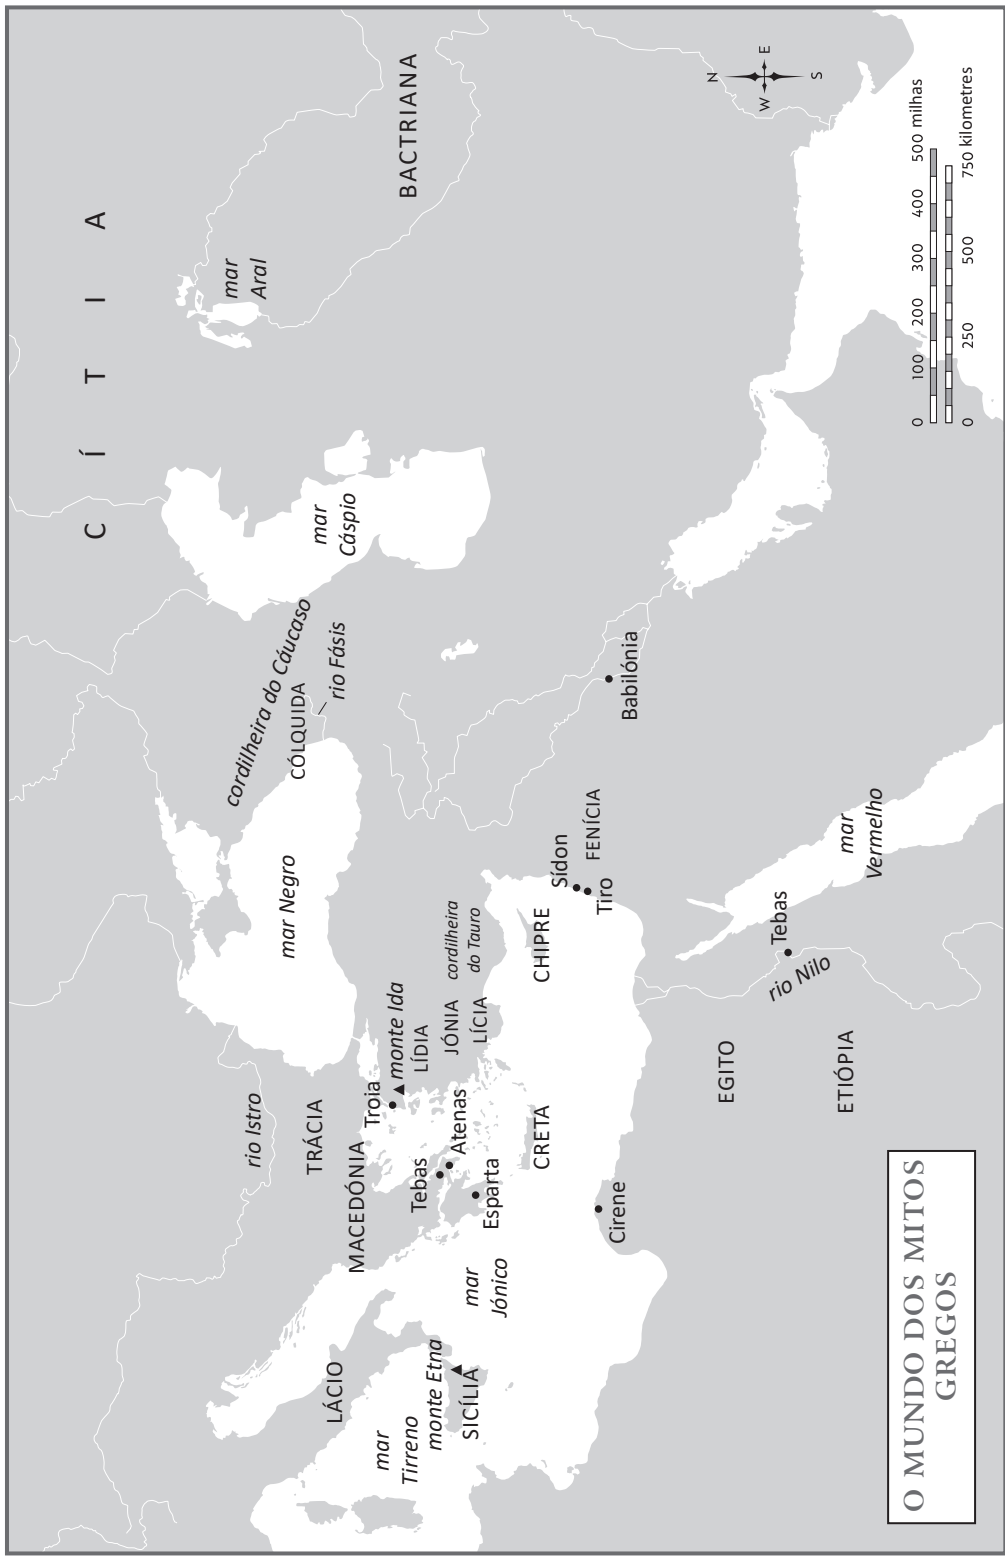 CÍTIA
mar
Aral
BACTRIANA
mar
Cáspio
cordilheira do Cáucaso
CÓLQUIDA
rio Fásis
mar Negro
rio Istro
TRÁCIA
MACEDÓNIA
Troia
monte Ida
LÍDIA
JÓNIA
LÍCIA
cordilheira
do Tauro
Tebas
Atenas
Esparta
CRETA
CHIPRE
Sídon
Tiro
FENÍCIA
Babilónia
LÁCIO
mar
Tirreno
monte Etna
SICÍLIA
mar
Jónico
Cirene
EGITO
ETIÓPIA
rio Nilo
Tebas
mar
Vermelho
N
E
S
W
0 100 200 300 400 500 milhas
0 250 500 750 kilometres
O MUNDO DOS MITOS
GREGOS